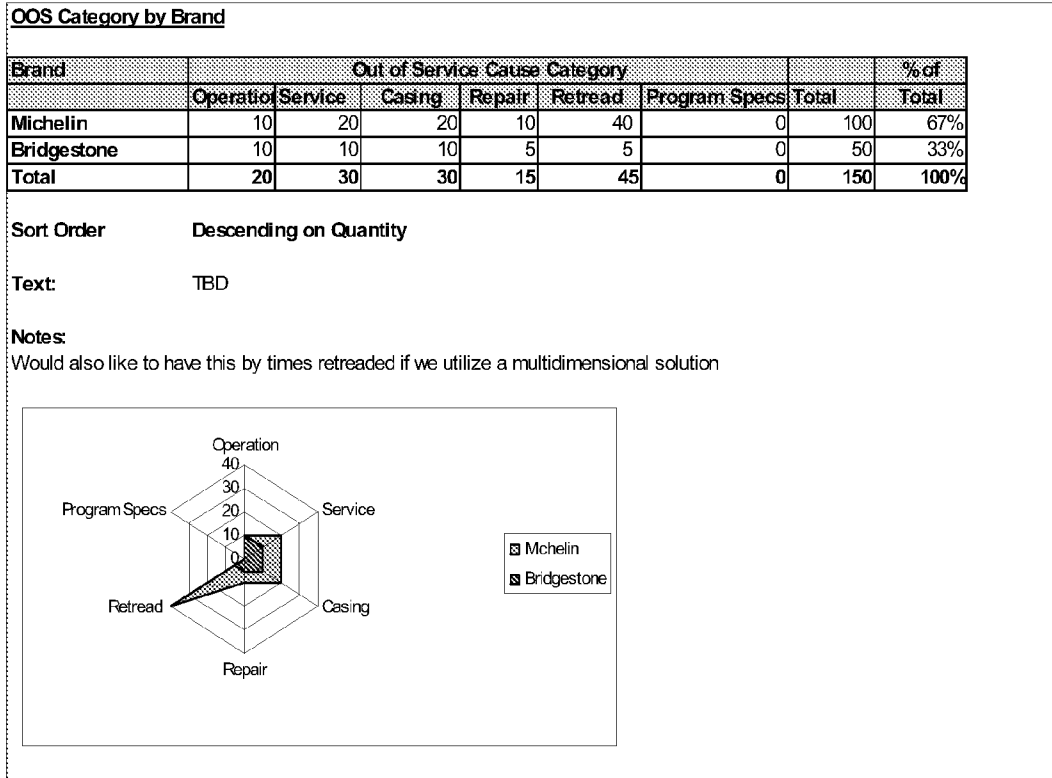 OOS Category by Brand
Brand Out of Service Cause Category % of
Operation Service Casing Repair Retread Program Specs Total Total
Michelin 10 20 20 10 40 0 100 67%
Bridgestone 10 10 10 5 5 0 50 33%
Total 20 30 30 15 45 0 150 100%
Sort Order Descending on Quantity
Text: TBD
Notes:
Would also like to have this by times retreaded if we utilize a multidimensional solution
Operation
40
30
Program Specs 20 Service
10
0
Mchelin
Bridgestone
Retread Casing
Repair